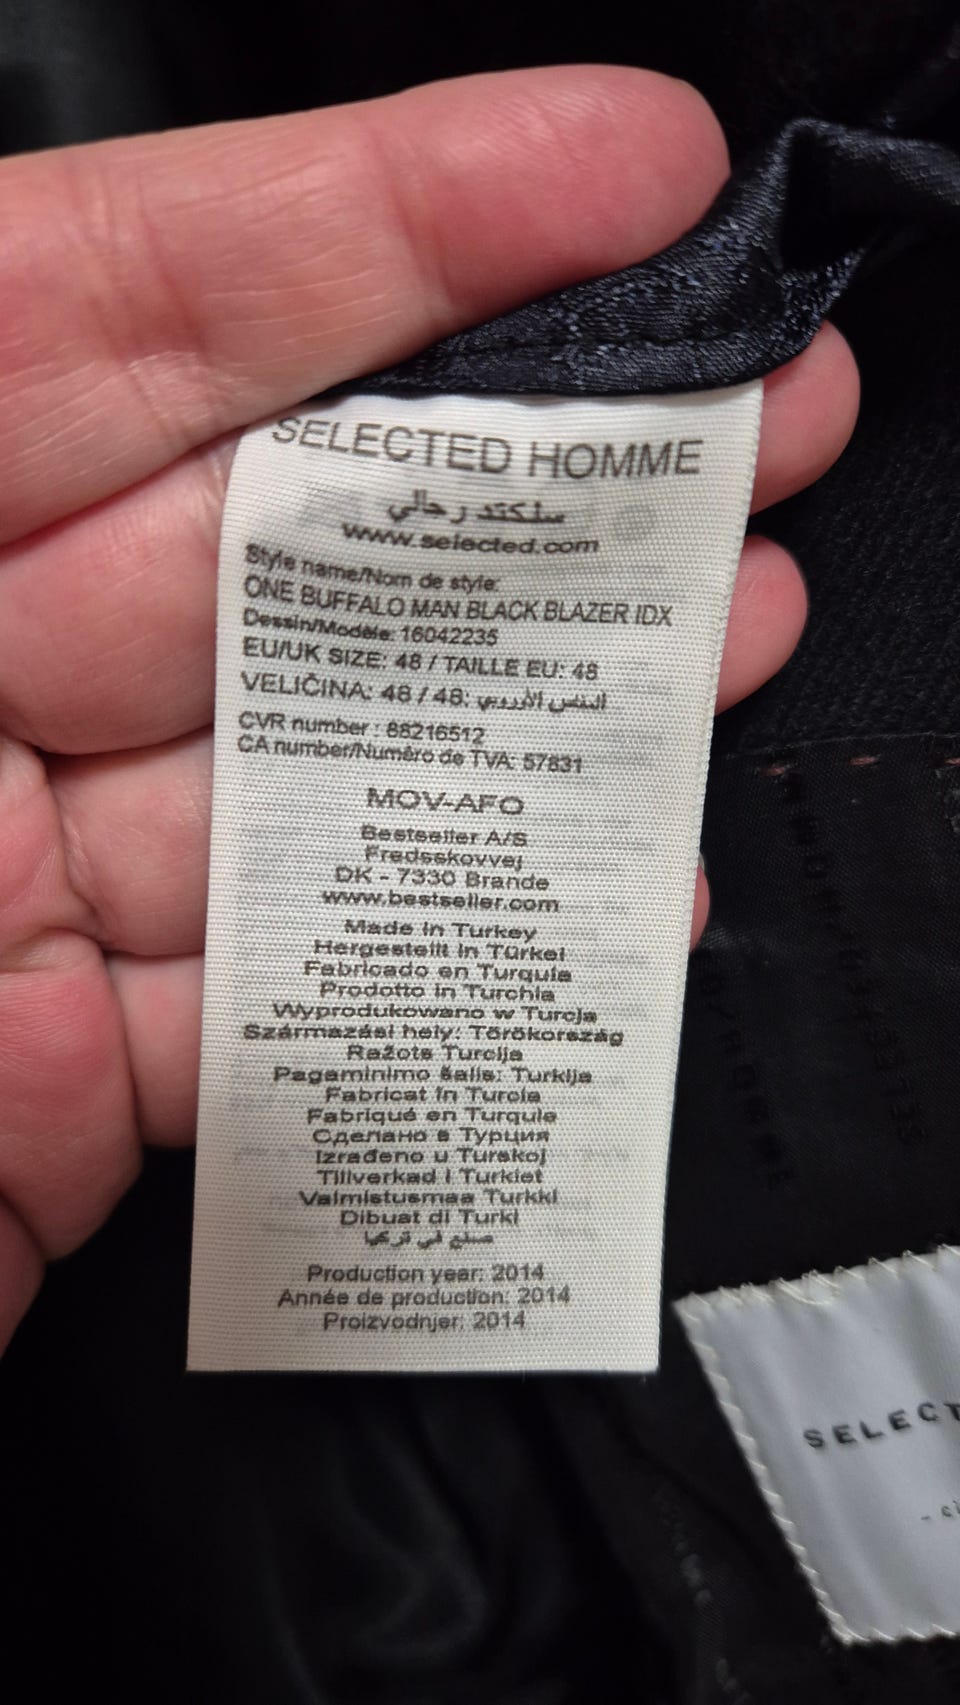 SELECTED HOMME
سلكتد رجالي
www.selected.com
Style name/Nom de style:
ONE BUFFALO MAN BLACK BLAZER IDX
Dessin/Modèle: 16042235
EU/UK SIZE: 48 / TAILLE EU: 48
VELIČINA: 48 / 48: الأوروبي
CVR number : 88216512
CA number/Numéro de TVA: 57831
MOV-AFO
Bestseller A/S
Fredsskovvej
DK - 7330 Brande
www.bestseller.com
Made in Turkey
Hergestellt in Türkei
Fabricado en Turquia
Prodotto in Turchia
Wyprodukowano w Turcja
Származási hely: Törökország
Ražots Turcija
Pagaminimo šalis: Turkija
Fabricat in Turcia
Fabriqué en Turquie
Сделано в Турция
Izrađeno u Turskoj
Tillverkad i Turkiet
Valmistusmaa Turkki
Dibuat di Turki
صنع في تركيا
Production year: 2014
Année de production: 2014
Proizvodnjer: 2014
SELECT